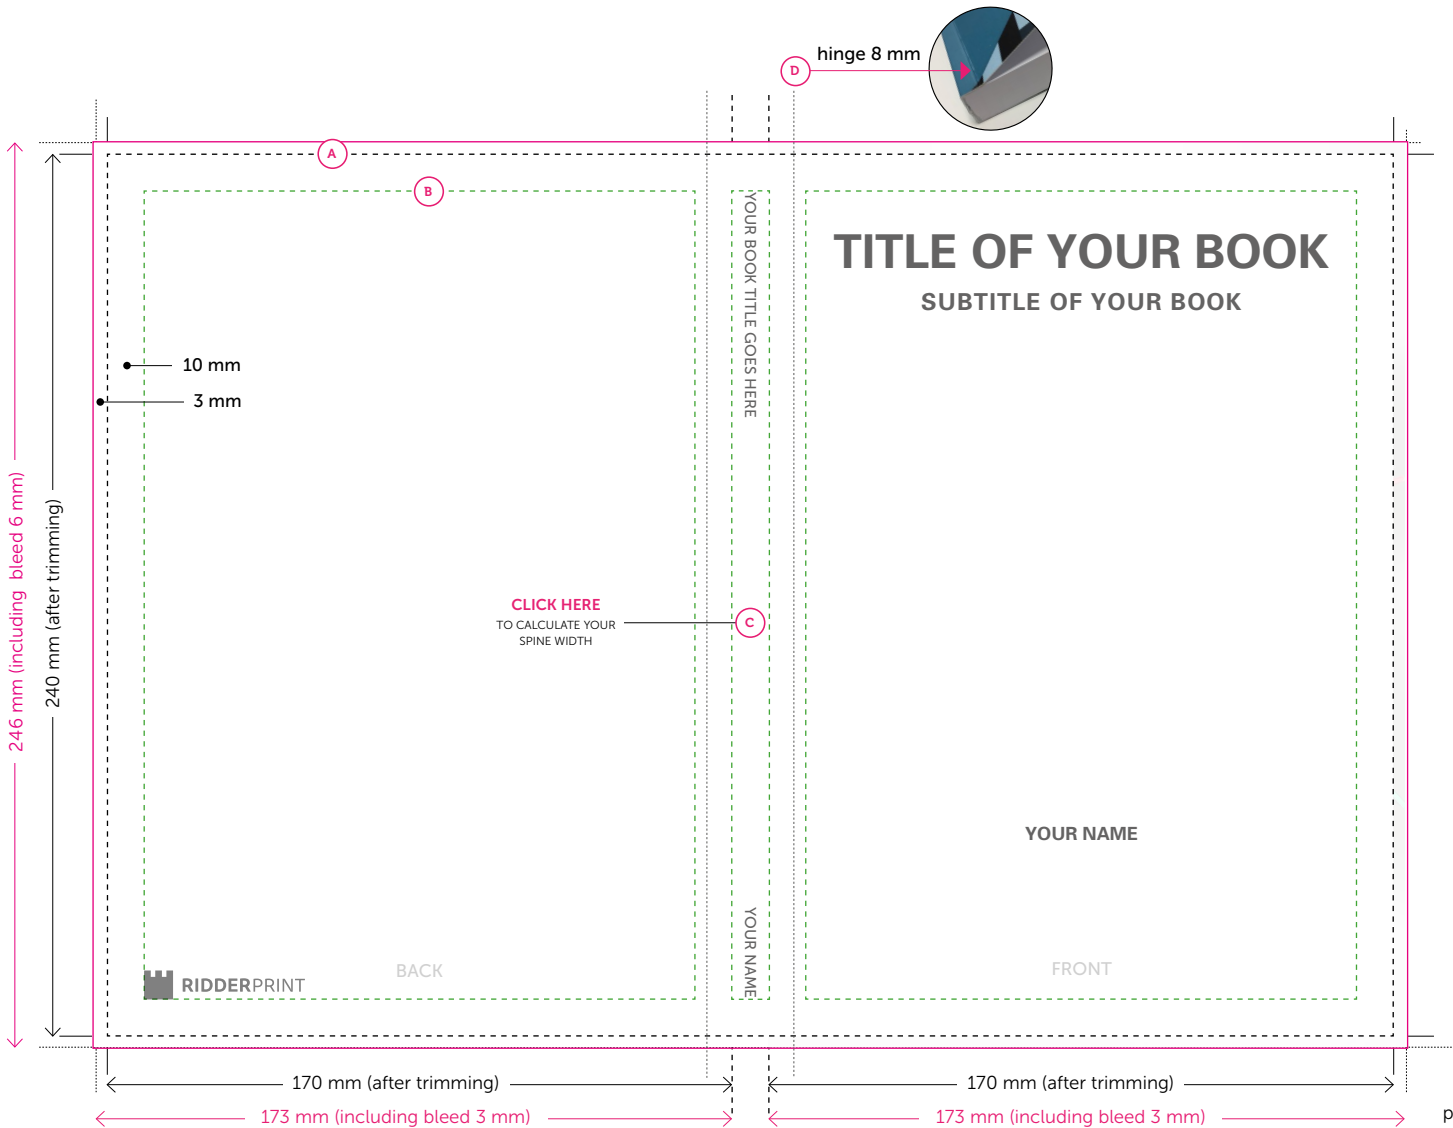 hinge 8 mm
D
A
B
YOUR BOOK TITLE GOES HERE
TITLE OF YOUR BOOK
SUBTITLE OF YOUR BOOK
10 mm
3 mm
246 mm (including bleed 6 mm)
240 mm (after trimming)
CLICK HERE
TO CALCULATE YOUR
SPINE WIDTH
C
YOUR NAME
YOUR NAME
BACK
FRONT
RIDDERPRINT
170 mm (after trimming)
170 mm (after trimming)
173 mm (including bleed 3 mm)
173 mm (including bleed 3 mm)
p